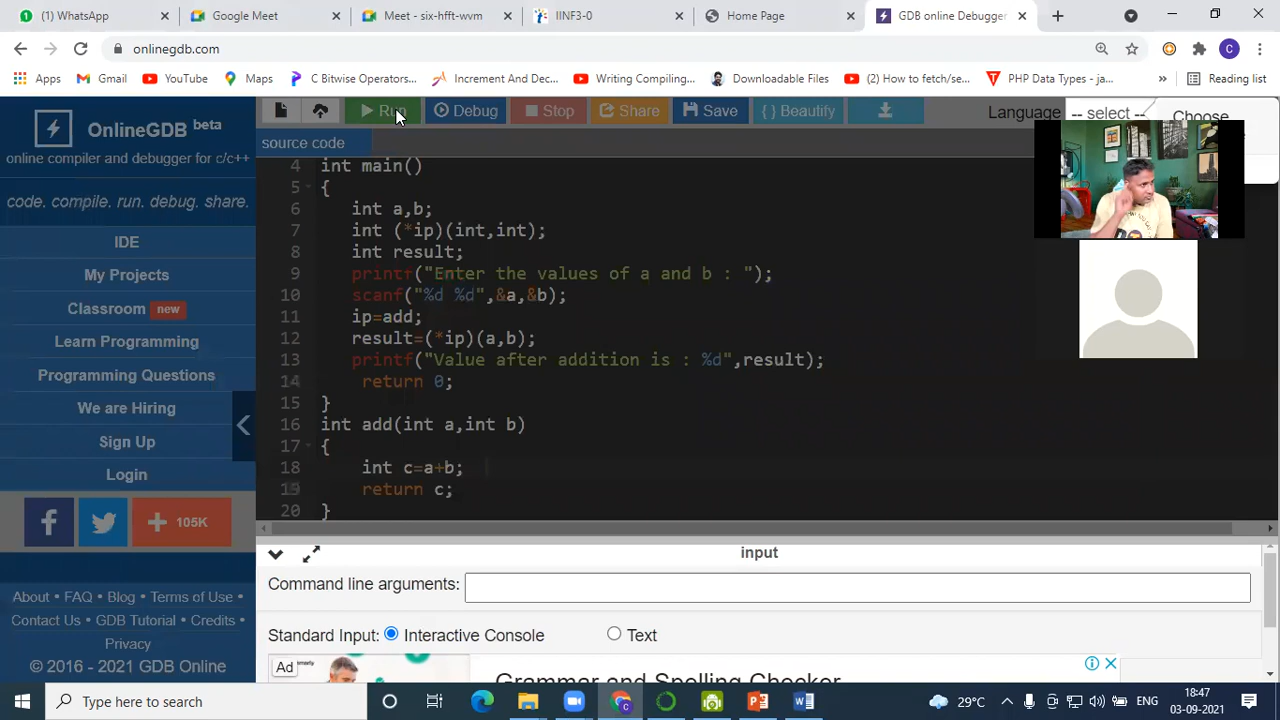 (1) WhatsApp
Google Meet
Meet - six-hfft-wvm
IINF3-0
Home Page
GDB online Debugger
onlinegdb.com
Apps
Gmail
YouTube
Maps
C Bitwise Operators...
Increment And Dec...
Writing Compiling...
Downloadable Files
(2) How to fetch/se...
PHP Data Types - ja...
»
Reading list
OnlineGDB beta
online compiler and debugger for c/c++
code. compile. run. debug. share.
IDE
My Projects
Classroom new
Learn Programming
Programming Questions
We are Hiring
Sign Up
Login
105K
About • FAQ • Blog • Terms of Use •
Contact Us • GDB Tutorial • Credits •
Privacy
© 2016 - 2021 GDB Online
Run
Debug
Stop
Share
Save
{ } Beautify
Language
-- select --
Choose
source code
4 int main()
5 {
6 int a,b;
7 int (*ip)(int,int);
8 int result;
9 printf("Enter the values of a and b : ");
10 scanf("%d %d",&a,&b);
11 ip=add;
12 result=(*ip)(a,b);
13 printf("Value after addition is : %d",result);
14 return 0;
15 }
16 int add(int a,int b)
17 {
18 int c=a+b;
19 return c;
20 }
input
Command line arguments:
Standard Input: Interactive Console Text
Ad
Grammar and Spelling Checker
Type here to search
29°C
ENG
18:47
03-09-2021